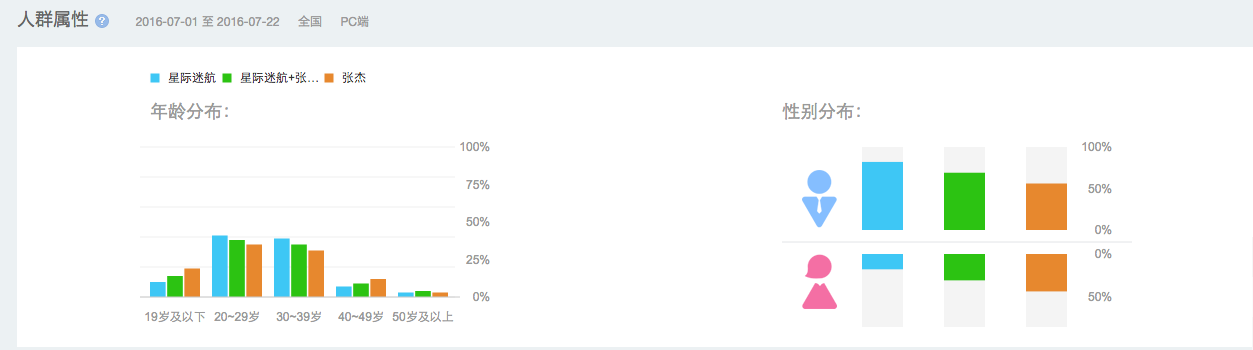 人群属性 ? 2016-07-01 至 2016-07-22 全国 PC端
星际迷航 星际迷航+张... 张杰
年龄分布：
100%
75%
50%
25%
0%
19岁及以下 20~29岁 30~39岁 40~49岁 50岁及以上
性别分布：
100%
50%
0%
0%
50%